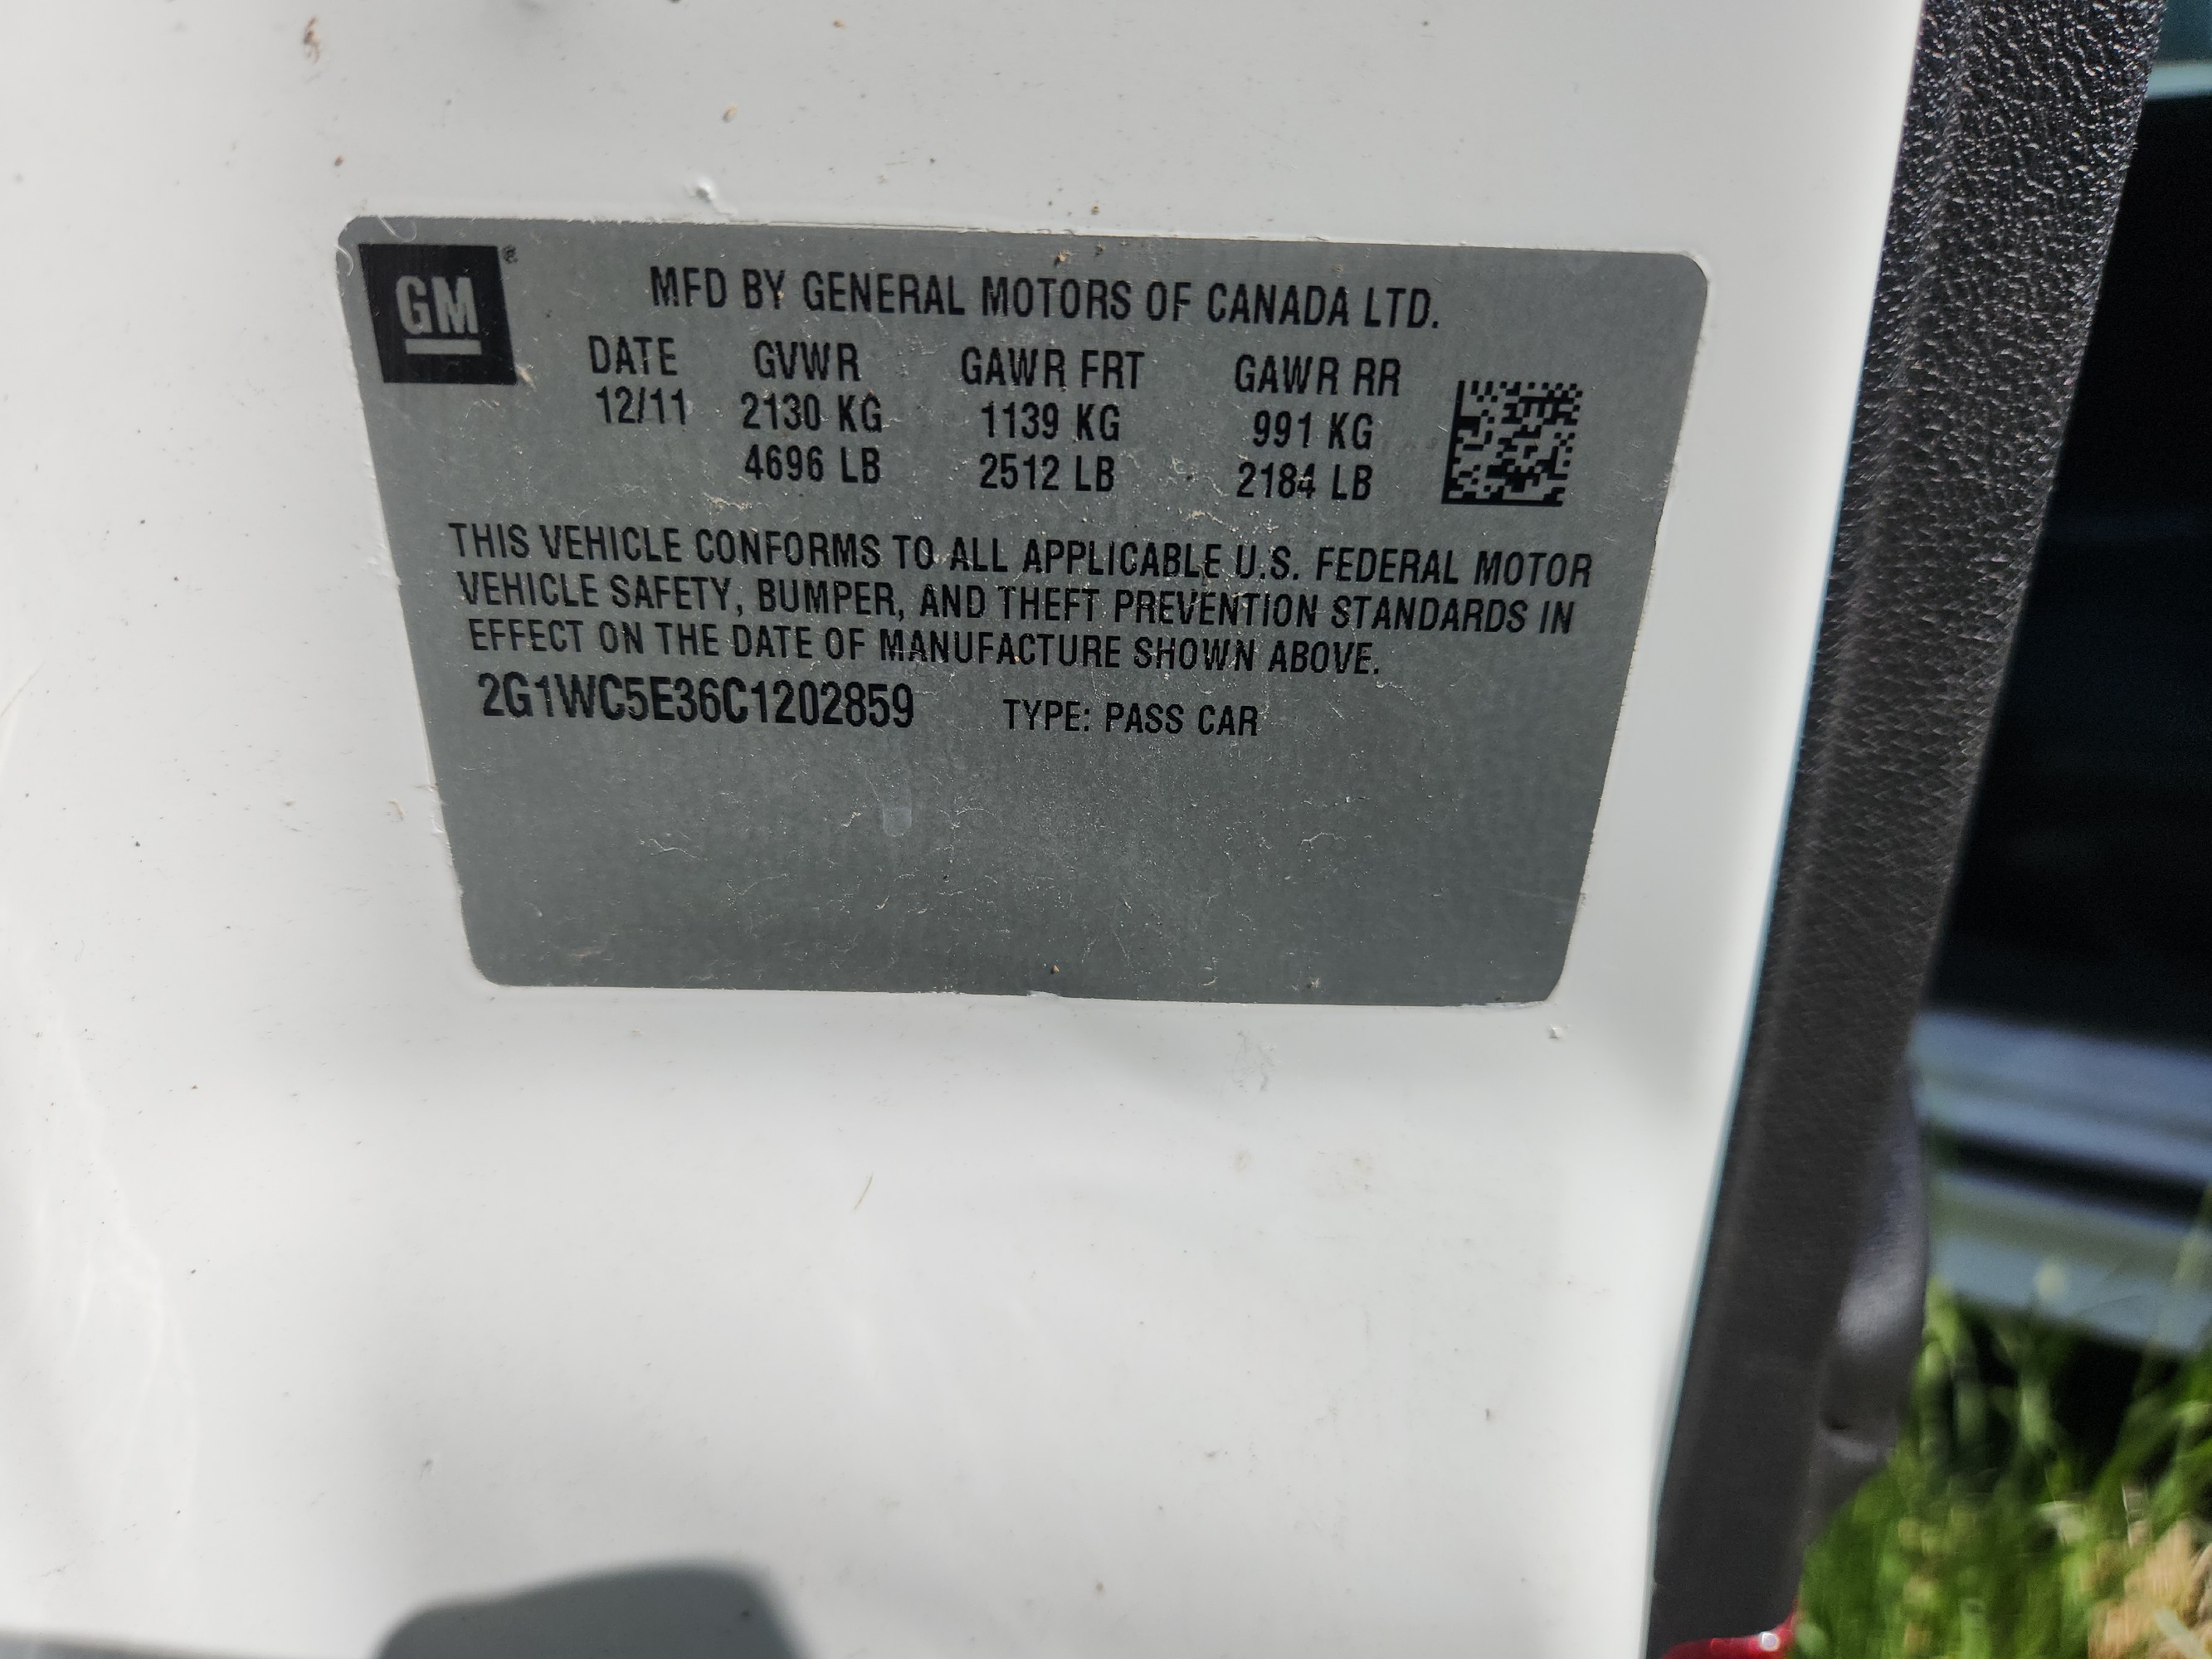 GM ®
MFD BY GENERAL MOTORS OF CANADA LTD.
DATE GVWR GAWR FRT GAWR RR
12/11 2130 KG 1139 KG 991 KG
4696 LB 2512 LB 2184 LB
THIS VEHICLE CONFORMS TO ALL APPLICABLE U.S. FEDERAL MOTOR
VEHICLE SAFETY, BUMPER, AND THEFT PREVENTION STANDARDS IN
EFFECT ON THE DATE OF MANUFACTURE SHOWN ABOVE.
2G1WC5E36C1202859 TYPE: PASS CAR